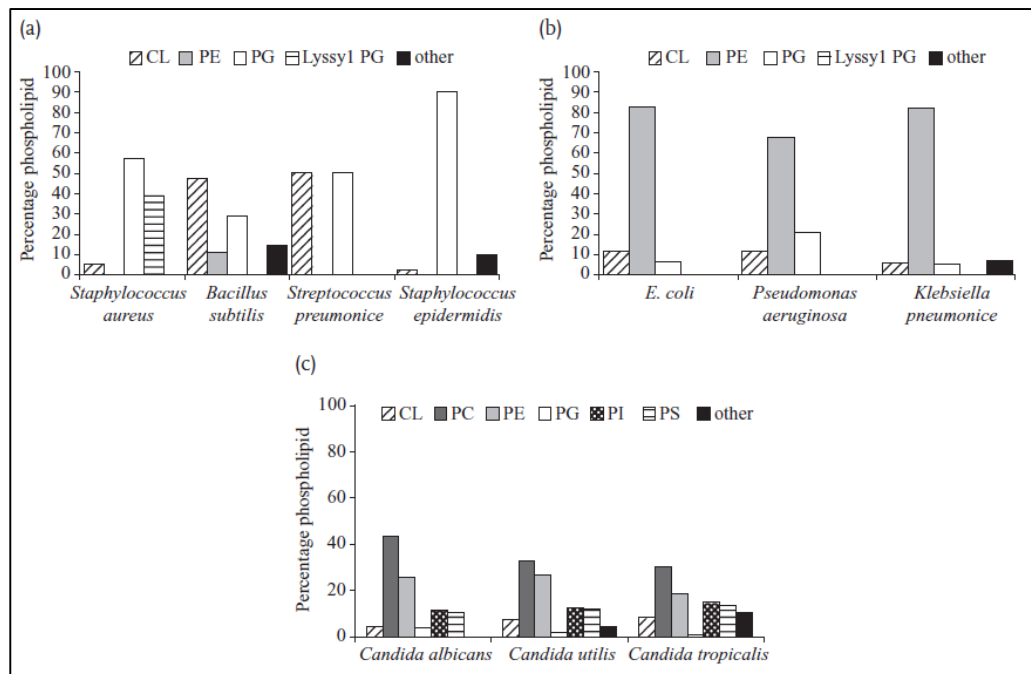 (a)
CL PE PG Lyssy1 PG other
Percentage phospholipid
100
90
80
70
60
50
40
30
20
10
0
Staphylococcus Bacillus Streptococcus Staphylococcus
aureus subtilis preumonice epidermidis
(b)
CL PE PG Lyssy1 PG other
Percentage phospholipid
100
90
80
70
60
50
40
30
20
10
0
E. coli Pseudomonas Klebsiella
aeruginosa pneumonice
(c)
CL PC PE PG PI PS other
Percentage phospholipid
100
80
60
40
20
0
Candida albicans Candida utilis Candida tropicalis